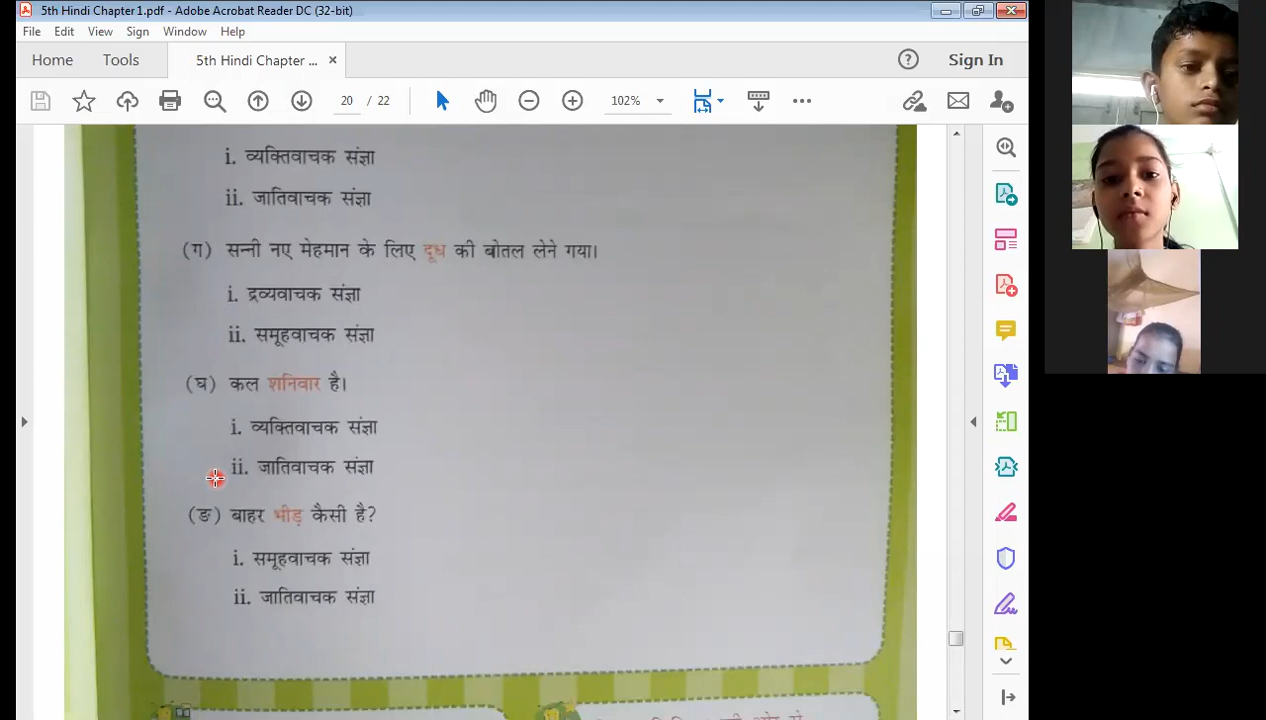 5th Hindi Chapter 1.pdf - Adobe Acrobat Reader DC (32-bit)
File Edit View Sign Window Help
Home Tools 5th Hindi Chapter ... × Sign In
20 / 22 102%
i. व्यक्तिवाचक संज्ञा
ii. जातिवाचक संज्ञा
(ग) सन्नी नए मेहमान के लिए दूध की बोतल लेने गया।
i. द्रव्यवाचक संज्ञा
ii. समूहवाचक संज्ञा
(घ) कल शनिवार है।
i. व्यक्तिवाचक संज्ञा
ii. जातिवाचक संज्ञा
(ङ) बाहर भीड़ कैसी है?
i. समूहवाचक संज्ञा
ii. जातिवाचक संज्ञा